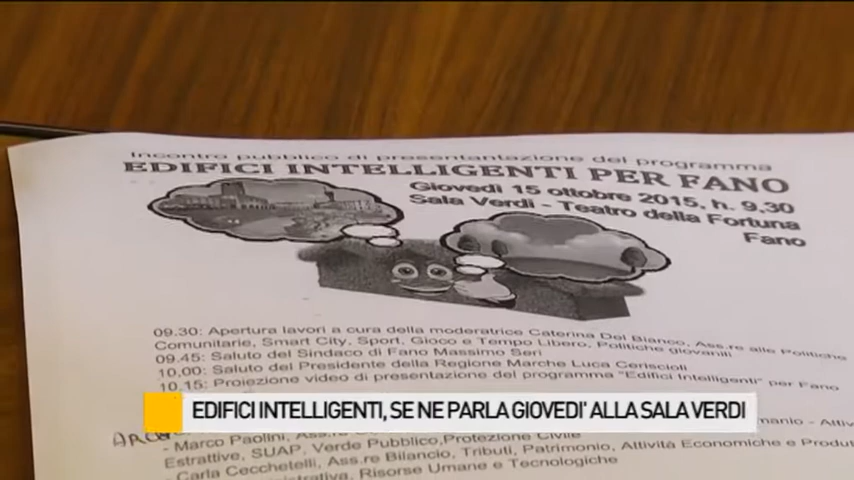 Incontro pubblico di presentazione del programma
EDIFICI INTELLIGENTI PER FANO
Giovedì 15 ottobre 2015, h. 9,30
Sala Verdi - Teatro della Fortuna
Fano
09.30: Apertura lavori a cura della moderatrice Caterina Del Bianco, Ass.re alle Politiche
Comunitarie, Smart City, Sport, Gioco e Tempo Libero, Politiche giovanili
09.45: Saluto del Sindaco di Fano Massimo Seri
10.00: Saluto del Presidente della Regione Marche Luca Ceriscioli
10.15: Proiezione video di presentazione del programma "Edifici Intelligenti" per Fano
EDIFICI INTELLIGENTI, SE NE PARLA GIOVEDI' ALLA SALA VERDI
- Marco Paolini, Ass.re
Estrattive, SUAP, Verde Pubblico, Protezione Civile
- Carla Cecchetelli, Ass.re Bilancio, Tributi, Patrimonio, Attività Economiche e
Risorse Umane e Tecnologiche